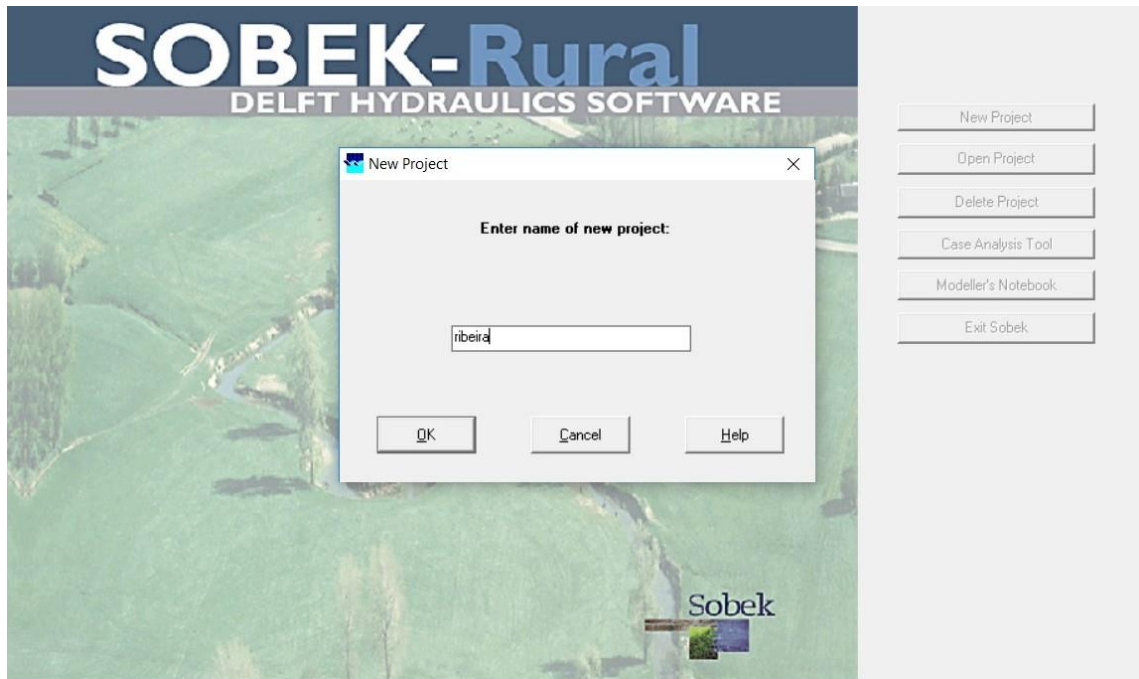 SOBEK-Rural
DELFT HYDRAULICS SOFTWARE
New Project
Enter name of new project:
ribeira
OK
Cancel
Help
Sobek
New Project
Open Project
Delete Project
Case Analysis Tool
Modeller's Notebook
Exit Sobek